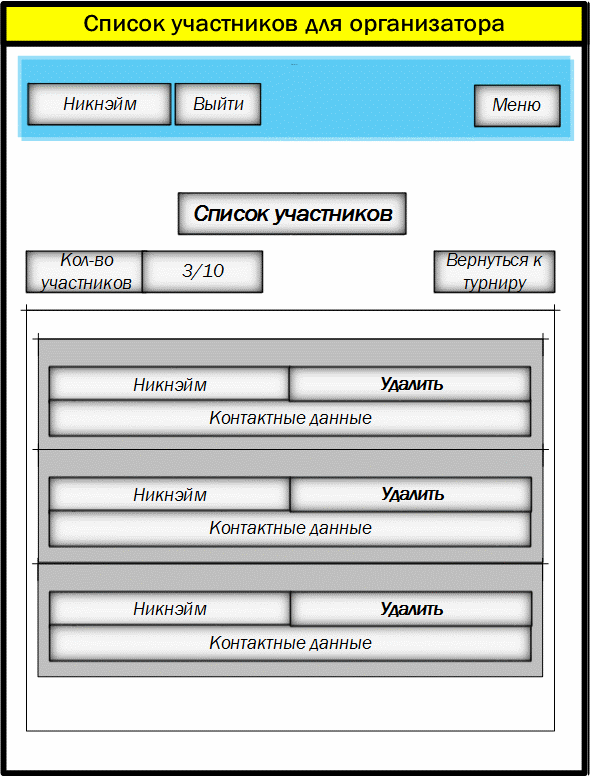 Список участников для организатора
Никнэйм Выйти Меню
Список участников
Кол-во
участников
3/10
Вернуться к
турниру
Никнэйм Удалить
Контактные данные
Никнэйм Удалить
Контактные данные
Никнэйм Удалить
Контактные данные